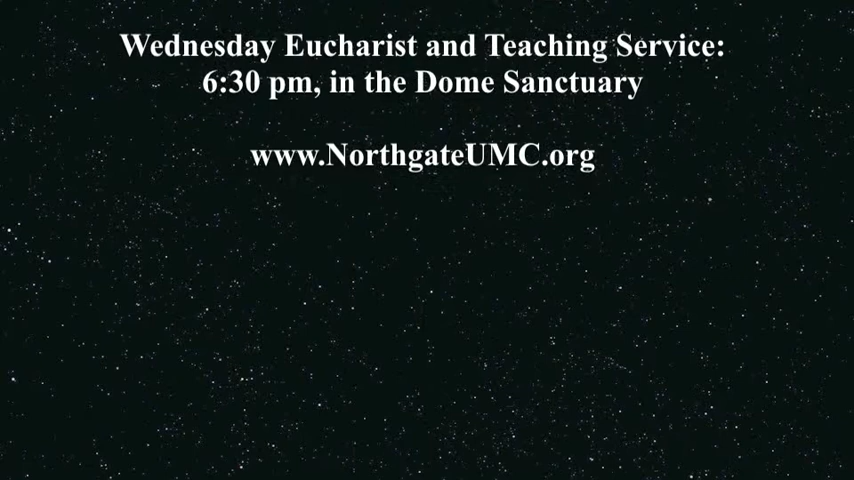 Wednesday Eucharist and Teaching Service:
6:30 pm, in the Dome Sanctuary
www.NorthgateUMC.org